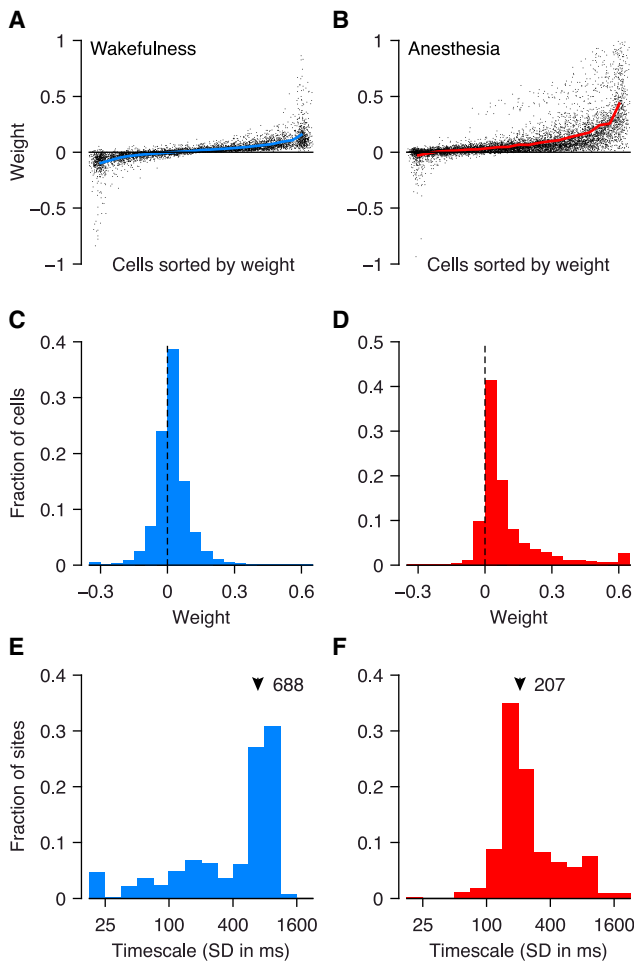 A
B
Wakefulness
Anesthesia
1
0.5
0
−0.5
−1
Weight
Cells sorted by weight
1
0.5
0
−0.5
−1
Cells sorted by weight
C
D
0.4
0.3
0.2
0.1
0
Fraction of cells
−0.3 0 0.3 0.6
Weight
0.5
0.4
0.3
0.2
0.1
0
−0.3 0 0.3 0.6
Weight
E
F
688
207
0.4
0.3
0.2
0.1
0
Fraction of sites
25 100 400 1600
Timescale (SD in ms)
0.4
0.3
0.2
0.1
0
25 100 400 1600
Timescale (SD in ms)